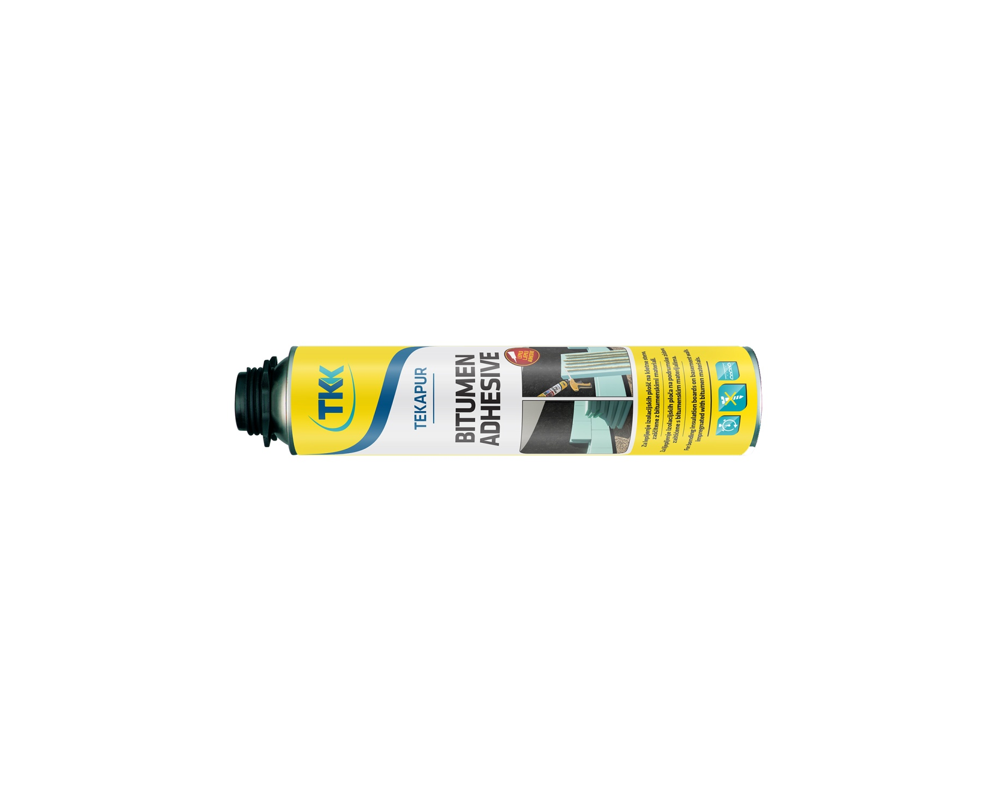 TKK
TEKAPUR
BITUMEN
ADHESIVE
LEPILO
LJEPILO
ADHESIVE
Za lepljenje izolacijskih plošč na kletne stene,
zaščitene z bitumenskimi materiali.
Za lijepljenje izolacijskih ploča na podrumske zidove
zaštićene s bitumenskim materijalima.
For bonding insulation boards on basement walls
impregnated with bitumen materials.